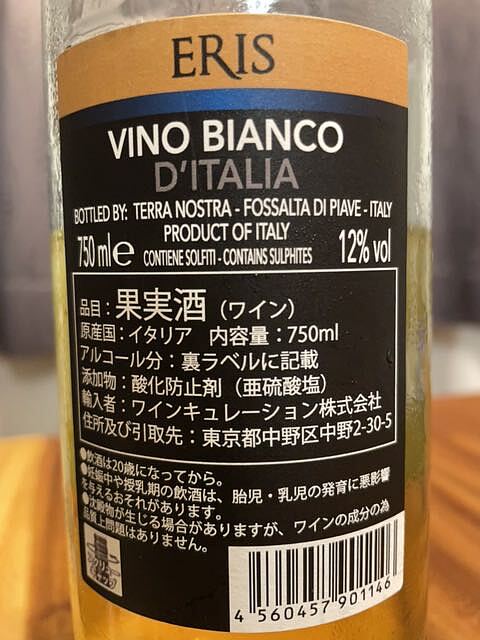 ERIS
VINO BIANCO
D'ITALIA
BOTTLED BY: TERRA NOSTRA - FOSSALTA DI PIAVE - ITALY
PRODUCT OF ITALY
750 ml e CONTIENE SOLFITI - CONTAINS SULPHITES 12% vol
品目：果実酒（ワイン）
原産国：イタリア 内容量：750ml
アルコール分：裏ラベルに記載
添加物：酸化防止剤（亜硫酸塩）
輸入者：ワインキュレーション株式会社
住所及び引取先：東京都中野区中野2-30-5
●飲酒は20歳になってから。
●妊娠中や授乳期の飲酒は、胎児・乳児の発育に悪影響
を与えるおそれがあります。
●沈殿物が生じる場合がありますが、ワインの成分の為
品質上問題はありません。
4 560457 901146